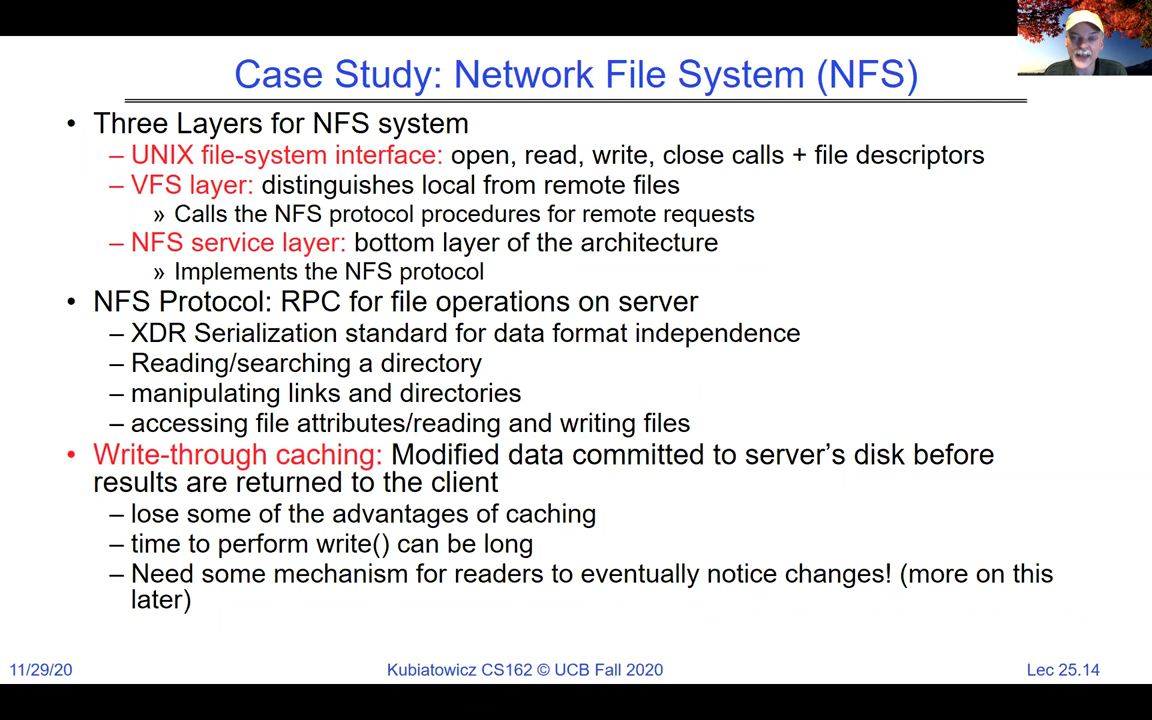 Case Study: Network File System (NFS)
• Three Layers for NFS system
– UNIX file-system interface: open, read, write, close calls + file descriptors
– VFS layer: distinguishes local from remote files
» Calls the NFS protocol procedures for remote requests
– NFS service layer: bottom layer of the architecture
» Implements the NFS protocol
• NFS Protocol: RPC for file operations on server
– XDR Serialization standard for data format independence
– Reading/searching a directory
– manipulating links and directories
– accessing file attributes/reading and writing files
• Write-through caching: Modified data committed to server’s disk before
results are returned to the client
– lose some of the advantages of caching
– time to perform write() can be long
– Need some mechanism for readers to eventually notice changes! (more on this
later)
11/29/20 Kubiatowicz CS162 © UCB Fall 2020 Lec 25.14